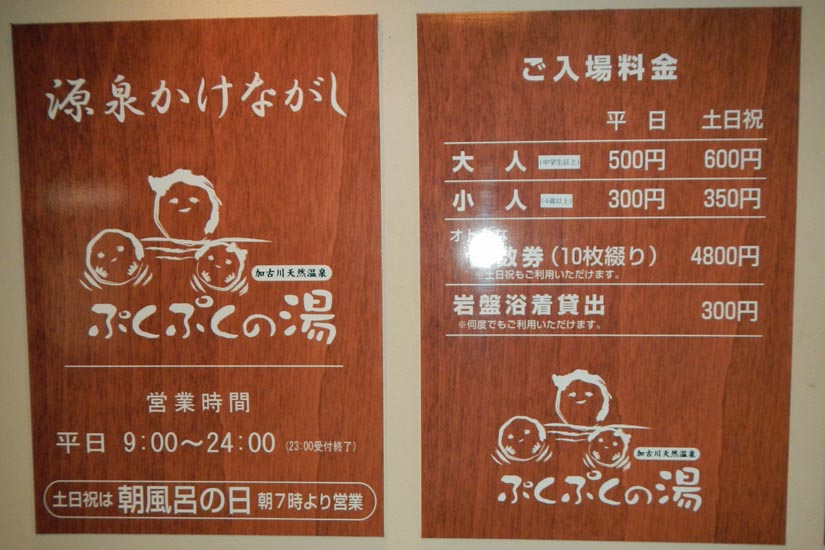 源泉かけながし
加古川天然温泉
ぷくぷくの湯
営業時間
平日 9:00～24:00 (23:00受付終了)
土日祝は 朝風呂の日 朝7時より営業
ご入場料金
平日 土日祝
大人 (中学生以上) 500円 600円
小人 (4歳以上) 300円 350円
オト な
数券(10枚綴り) 4800円
※土日祝もご利用いただけます。
岩盤浴着貸出 300円
※何度でもご利用いただけます。
加古川天然温泉
ぷくぷくの湯